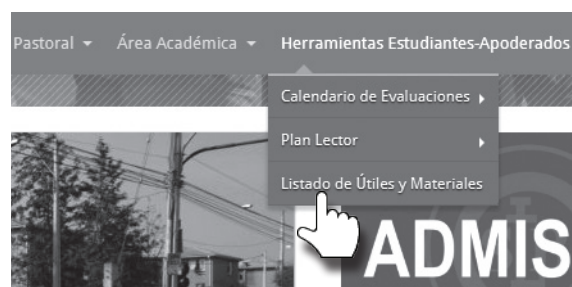 Pastoral Área Académica Herramientas Estudiantes-Apoderados
Calendario de Evaluaciones
Plan Lector
Listado de Útiles y Materiales
ADMIS